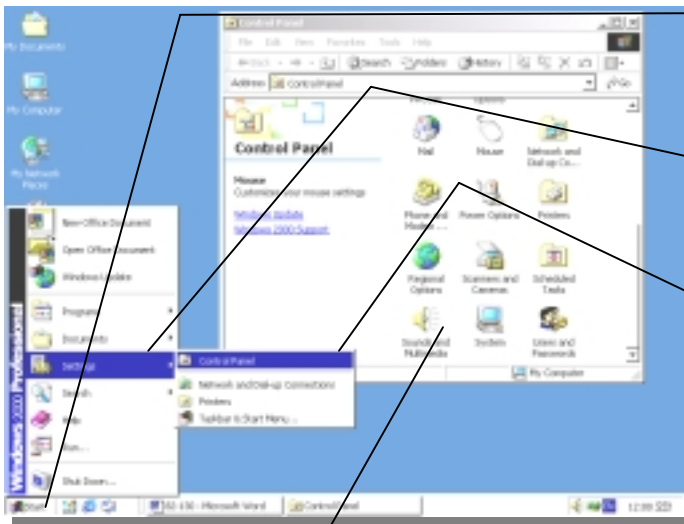 My Documents
My Computer
My Network
Places
Control Panel
File Edit View Favorites Tools Help
Back Search Folders History
Address Control Panel Go
Control Panel
Mouse
Customizes your mouse settings
Windows Update
Windows 2000 Support
Options
Mail
Mouse
Network and
Dial-up Co...
Phone and
Modem ...
Power Options
Printers
Regional
Options
Scanners and
Cameras
Scheduled
Tasks
Sounds and
Multimedia
System
Users and
Passwords
My Computer
New Office Document
Open Office Document
Windows Update
Programs
Documents
Settings
Search
Help
Run...
Shut Down...
Windows 2000 Professional
Control Panel
Network and Dial-up Connections
Printers
Taskbar & Start Menu...
Start
Microsoft Word
Control Panel